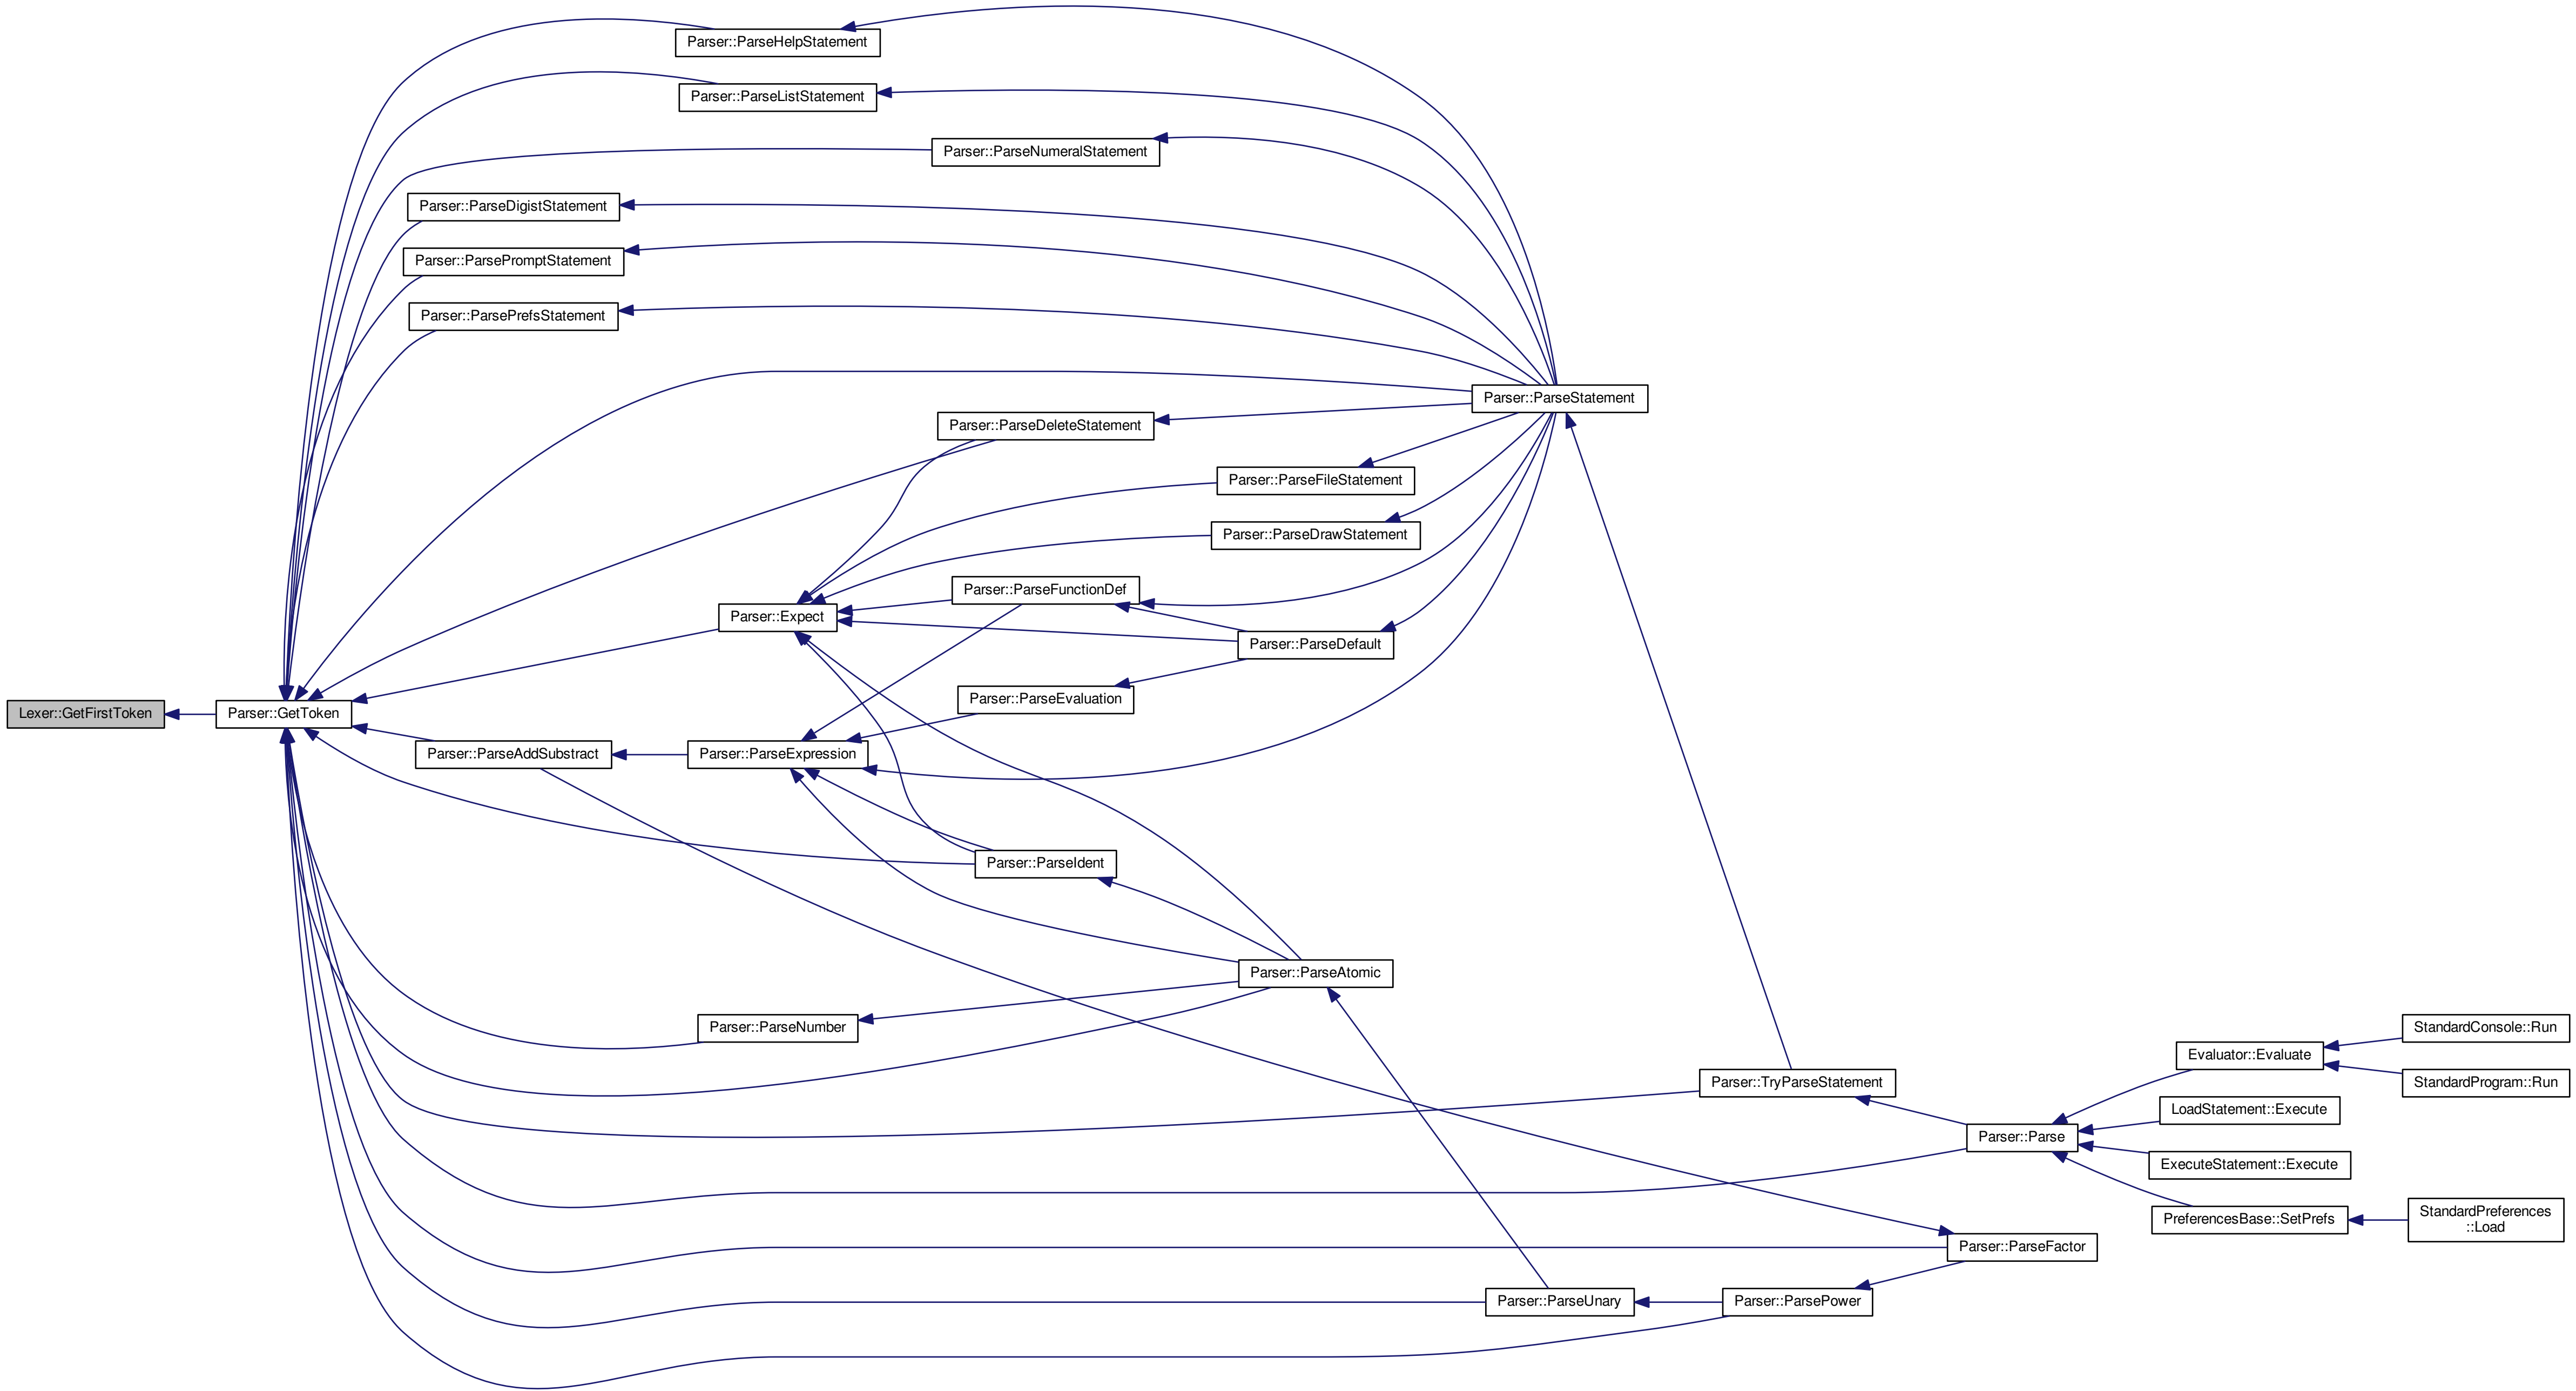 Parser::ParseHelpStatement
Parser::ParseListStatement
Parser::ParseNumeralStatement
Parser::ParseDigistStatement
Parser::ParsePromptStatement
Parser::ParsePrefsStatement
Parser::ParseStatement
Parser::ParseDeleteStatement
Parser::ParseFileStatement
Parser::ParseDrawStatement
Parser::ParseFunctionDef
Parser::Expect
Parser::ParseDefault
Parser::ParseEvaluation
Lexer::GetFirstToken
Parser::GetToken
Parser::ParseAddSubstract
Parser::ParseExpression
Parser::ParseIdent
Parser::ParseAtomic
Parser::ParseNumber
StandardConsole::Run
Evaluator::Evaluate
Parser::TryParseStatement
StandardProgram::Run
LoadStatement::Execute
Parser::Parse
ExecuteStatement::Execute
PreferencesBase::SetPrefs
StandardPreferences
::Load
Parser::ParseFactor
Parser::ParseUnary
Parser::ParsePower